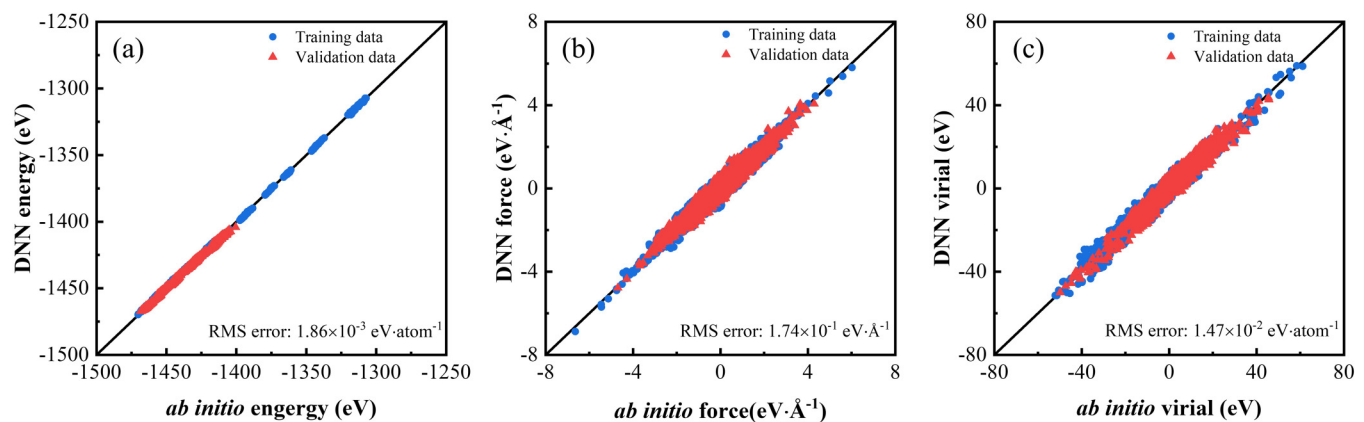 (a)
Training data
Validation data
DNN energy (eV)
-1250
-1300
-1350
-1400
-1450
-1500
RMS error: 1.86×10⁻³ eV·atom⁻¹
-1500 -1450 -1400 -1350 -1300 -1250
ab initio engergy (eV)
(b)
Training data
Validation data
DNN force (eV·Å⁻¹)
8
4
0
-4
-8
RMS error: 1.74×10⁻¹ eV·Å⁻¹
-8 -4 0 4 8
ab initio force(eV·Å⁻¹)
(c)
Training data
Validation data
DNN virial (eV)
80
40
0
-40
-80
RMS error: 1.47×10⁻² eV·atom⁻¹
-80 -40 0 40 80
ab initio virial (eV)